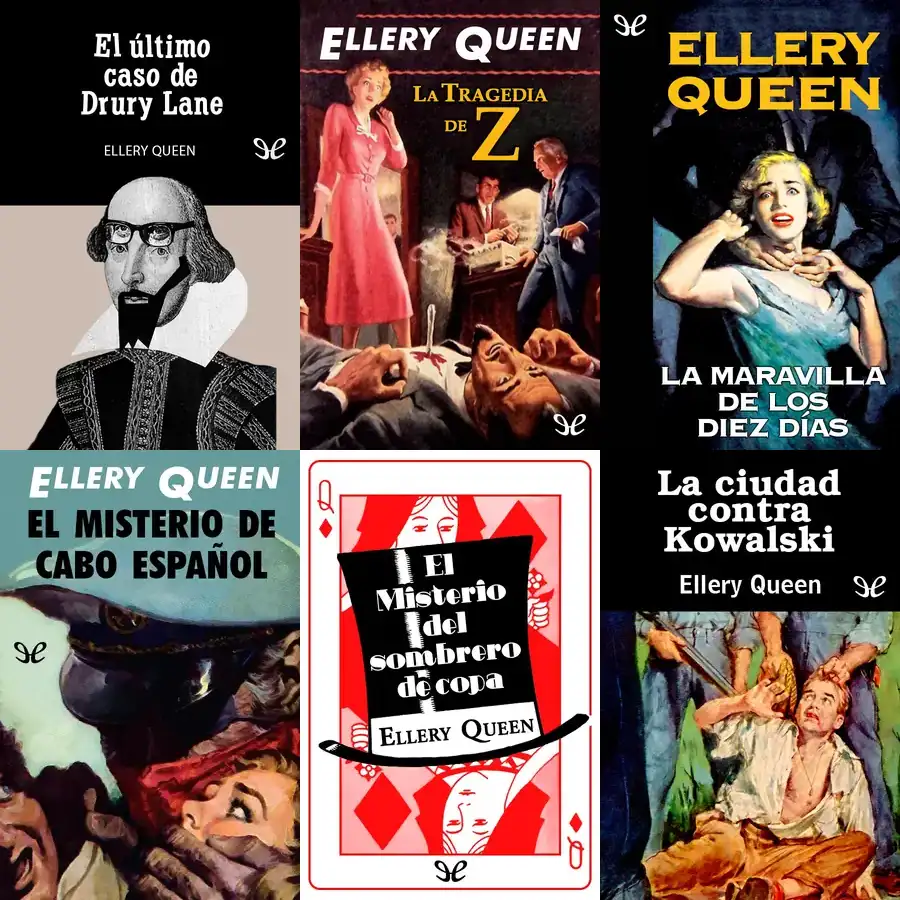 El último
caso de
Drury Lane
ELLERY QUEEN
ELLERY QUEEN
LA TRAGEDIA
DE Z
ELLERY
QUEEN
LA MARAVILLA
DE LOS
DIEZ DÍAS
ELLERY QUEEN
EL MISTERIO DE
CABO ESPAÑOL
Q
El
Misterio
del
sombrero
de copa
ELLERY QUEEN
Q
La ciudad
contra
Kowalski
Ellery Queen